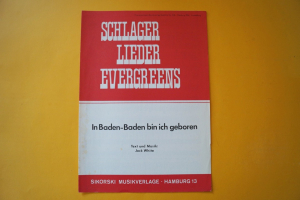 SCHLAGER
LIEDER
EVERGREENS
In Baden-Baden bin ich geboren
Text und Musik:
Jack White
SIKORSKI MUSIKVERLAGE · HAMBURG 13